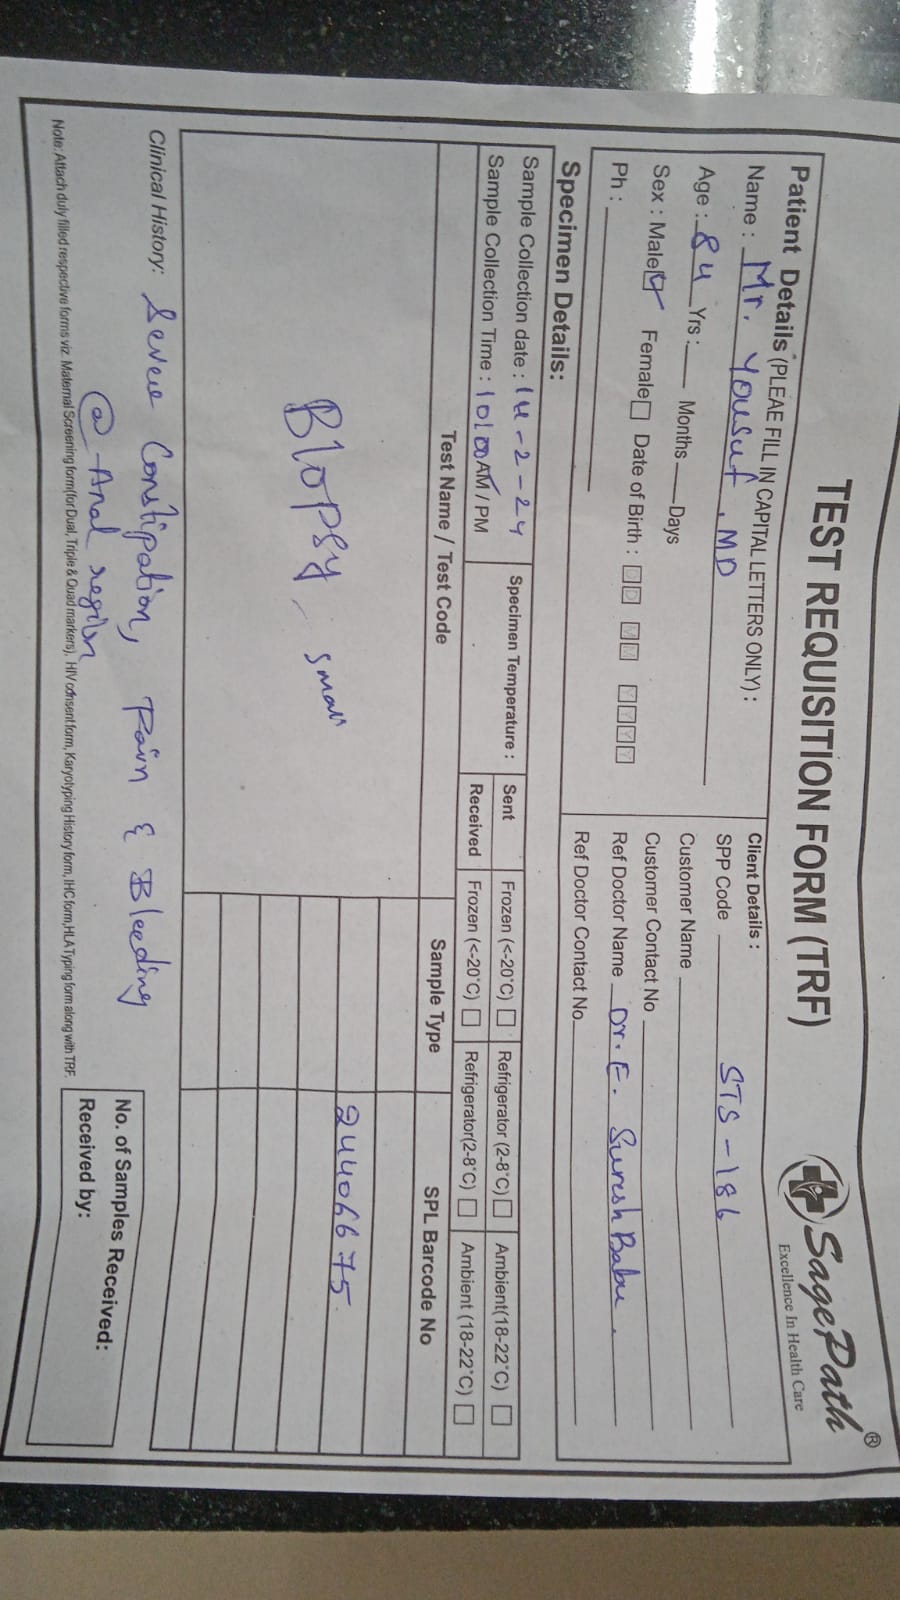 TEST REQUISITION FORM (TRF)
SagePath®
Excellence In Health Care
Patient Details (PLEAE FILL IN CAPITAL LETTERS ONLY) :
Name : Mr. Yousuf . MD
Age : 84 Yrs : Months Days
Sex : Male Female Date of Birth : DD MM YYYY
Ph :
Client Details :
SPP Code STS-186
Customer Name
Customer Contact No
Ref Doctor Name Dr. E. Suresh Babu .
Ref Doctor Contact No
Specimen Details:
Sample Collection date : 14-2-24
Sample Collection Time : 10:00 AM / PM
Specimen Temperature :
Sent Frozen (<-20°C) Refrigerator (2-8°C) Ambient(18-22°C)
Received Frozen (<-20°C) Refrigerator(2-8°C) Ambient (18-22°C)
Test Name / Test Code Sample Type SPL Barcode No
Biopsy - small
24406675
Clinical History: Severe Constipation, Pain & Bleeding
@ Anal region
Note: Attach duly filled respective forms viz. Maternal Screening form(for Dual, Triple & Quad markers), HIV consent form, Karyotyping History form, IHC form,HLA Typing form along with TRF.
No. of Samples Received:
Received by: